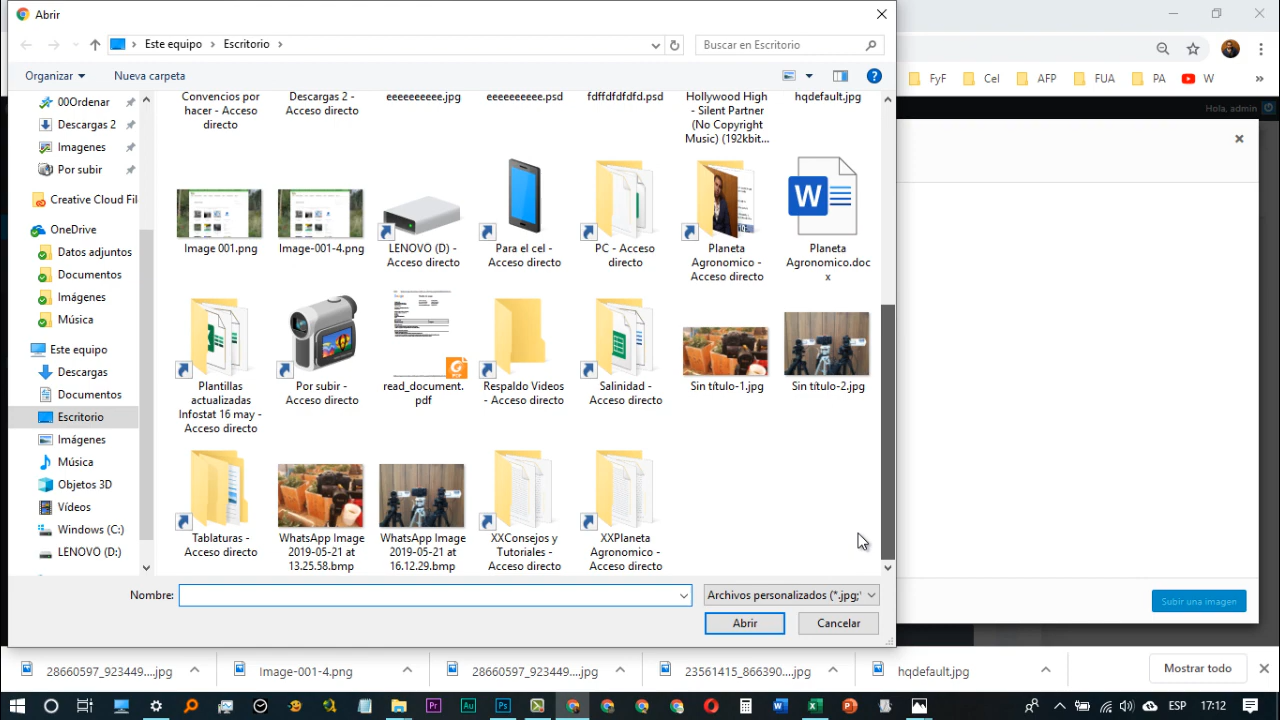 Abrir
Este equipo
Escritorio
Buscar en Escritorio
Organizar
Nueva carpeta
FyF
Cel
AFP
FUA
PA
W
Hola, admin
00Ordenar
Descargas 2
Imagenes
Por subir
Creative Cloud Fil
OneDrive
Datos adjuntos
Documentos
Imágenes
Música
Este equipo
Descargas
Documentos
Escritorio
Imágenes
Música
Objetos 3D
Vídeos
Windows (C:)
LENOVO (D:)
Convencios por
hacer - Acceso
directo
Descargas 2 -
Acceso directo
eeeeeeeeee.jpg
eeeeeeeeee.psd
fdffdfdfdfd.psd
Hollywood High
- Silent Partner
(No Copyright
Music) (192kbit...
hqdefault.jpg
Image 001.png
Image-001-4.png
LENOVO (D) -
Acceso directo
Para el cel -
Acceso directo
PC - Acceso
directo
Planeta
Agronomico -
Acceso directo
Planeta
Agronomico.doc
x
Plantillas
actualizadas
Infostat 16 may -
Acceso directo
Por subir -
Acceso directo
read_document.
pdf
Respaldo Videos
- Acceso directo
Salinidad -
Acceso directo
Sin título-1.jpg
Sin título-2.jpg
Tablaturas -
Acceso directo
WhatsApp Image
2019-05-21 at
13.25.58.bmp
WhatsApp Image
2019-05-21 at
16.12.29.bmp
XXConsejos y
Tutoriales -
Acceso directo
XXPlaneta
Agronomico -
Acceso directo
Nombre:
Archivos personalizados (*.jpg;*
Abrir
Cancelar
Subir una imagen
28660597_923449....jpg
Image-001-4.png
28660597_923449....jpg
23561415_866390....jpg
hqdefault.jpg
Mostrar todo
Pr
Au
Ps
ESP
17:12